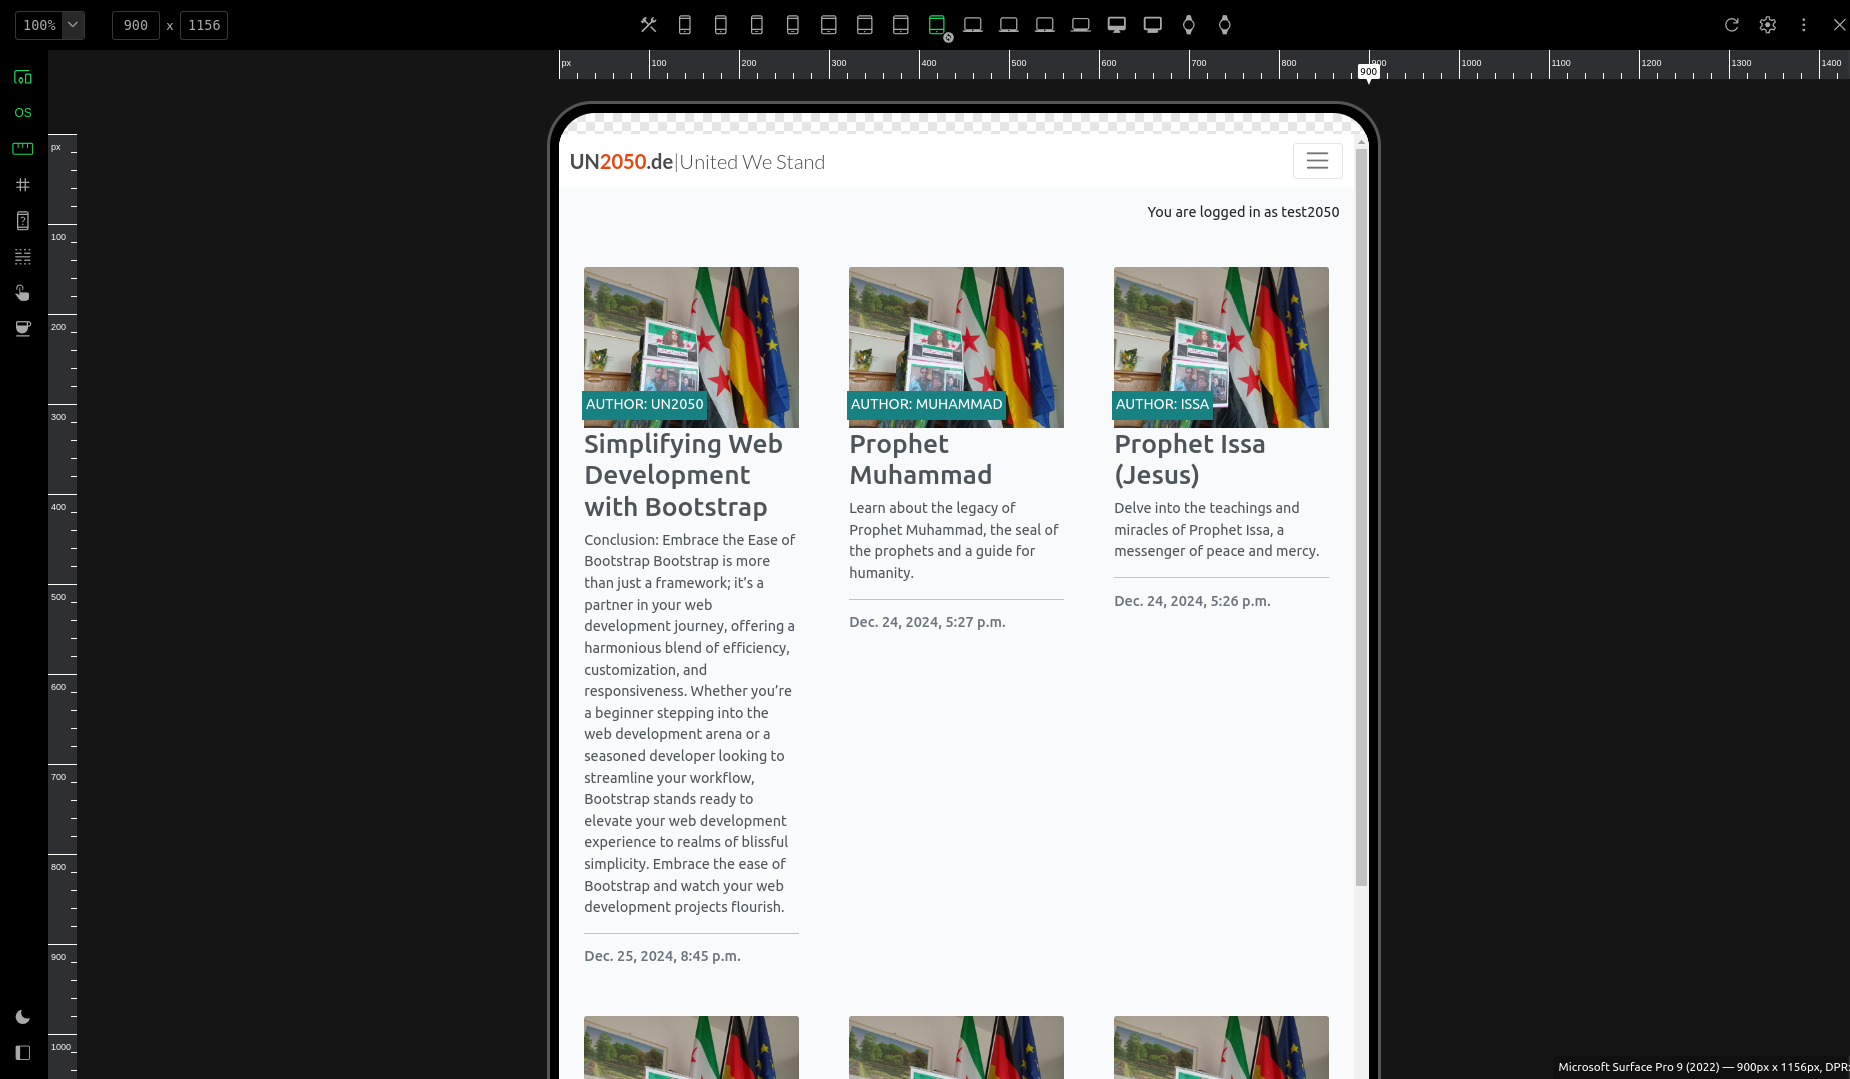 100%
900 x 1156
px 100 200 300 400 500 600 700 800 900 1000 1100 1200 1300 1400
900
OS
px
100
200
300
400
500
600
700
800
900
1000
UN2050.de|United We Stand
You are logged in as test2050
AUTHOR: UN2050
Simplifying Web
Development
with Bootstrap
Conclusion: Embrace the Ease of
Bootstrap Bootstrap is more
than just a framework; it’s a
partner in your web
development journey, offering a
harmonious blend of efficiency,
customization, and
responsiveness. Whether you’re
a beginner stepping into the
web development arena or a
seasoned developer looking to
streamline your workflow,
Bootstrap stands ready to
elevate your web development
experience to realms of blissful
simplicity. Embrace the ease of
Bootstrap and watch your web
development projects flourish.
Dec. 25, 2024, 8:45 p.m.
AUTHOR: MUHAMMAD
Prophet
Muhammad
Learn about the legacy of
Prophet Muhammad, the seal of
the prophets and a guide for
humanity.
Dec. 24, 2024, 5:27 p.m.
AUTHOR: ISSA
Prophet Issa
(Jesus)
Delve into the teachings and
miracles of Prophet Issa, a
messenger of peace and mercy.
Dec. 24, 2024, 5:26 p.m.
Microsoft Surface Pro 9 (2022) — 900px x 1156px, DPR: